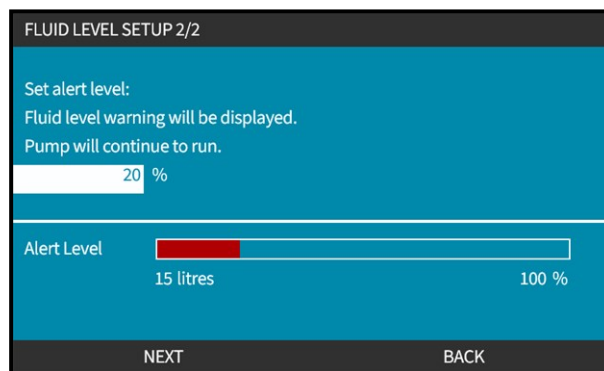 FLUID LEVEL SETUP 2/2
Set alert level:
Fluid level warning will be displayed.
Pump will continue to run.
20 %
Alert Level
15 litres 100 %
NEXT BACK